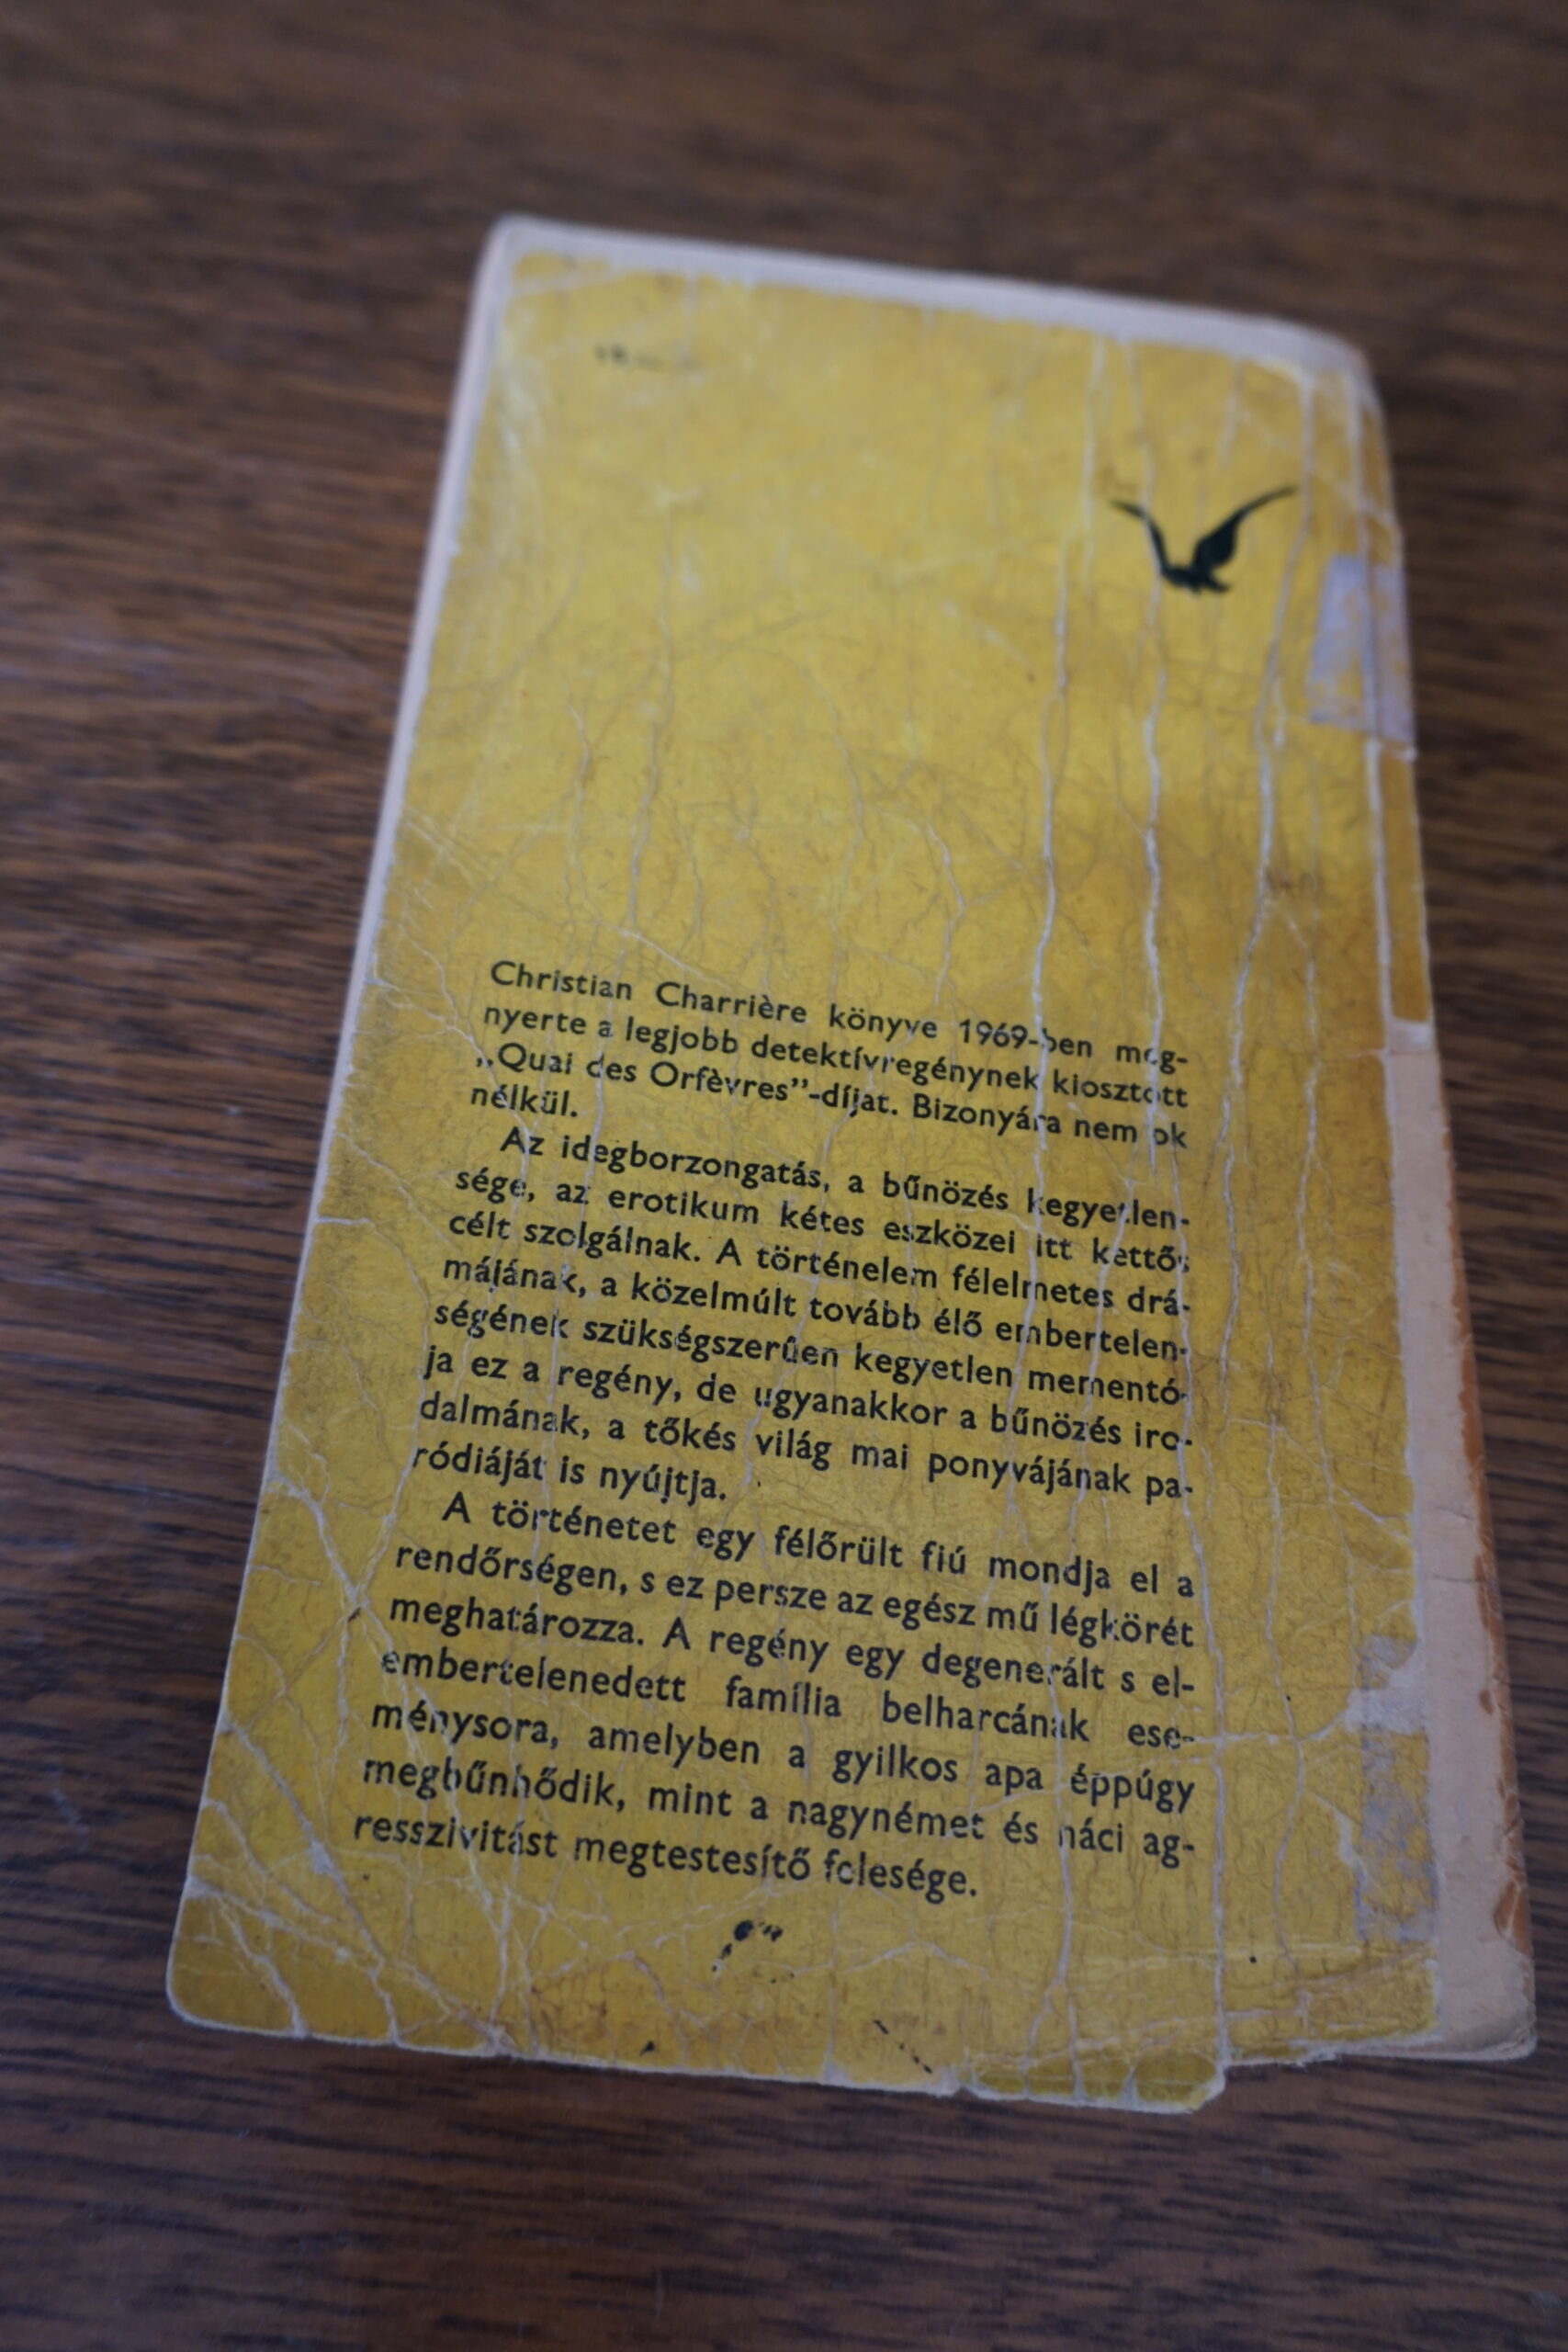 Christian Charrière könyve 1969-ben meg-
nyerte a legjobb detektívregénynek kiosztott
„Quai des Orfèvres”-díjat. Bizonyára nem ok
nélkül.
Az idegborzongatás, a bűnözés kegyetlen-
sége, az erotikum kétes eszközei itt kettős
célt szolgálnak. A történelem félelmetes drá-
májának, a közelmúlt tovább élő embertelen-
ségének szükségszerűen kegyetlen mementó-
ja ez a regény, de ugyanakkor a bűnözés iro-
dalmának, a tőkés világ mai ponyvájának pa-
ródiáját is nyújtja.
A történetet egy félőrült fiú mondja el a
rendőrségen, s ez persze az egész mű légkörét
meghatározza. A regény egy degenerált s el-
embertelenedett família belharcának ese-
ménysora, amelyben a gyilkos apa éppúgy
megbűnhődik, mint a nagynémet és náci ag-
resszivitást megtestesítő felesége.